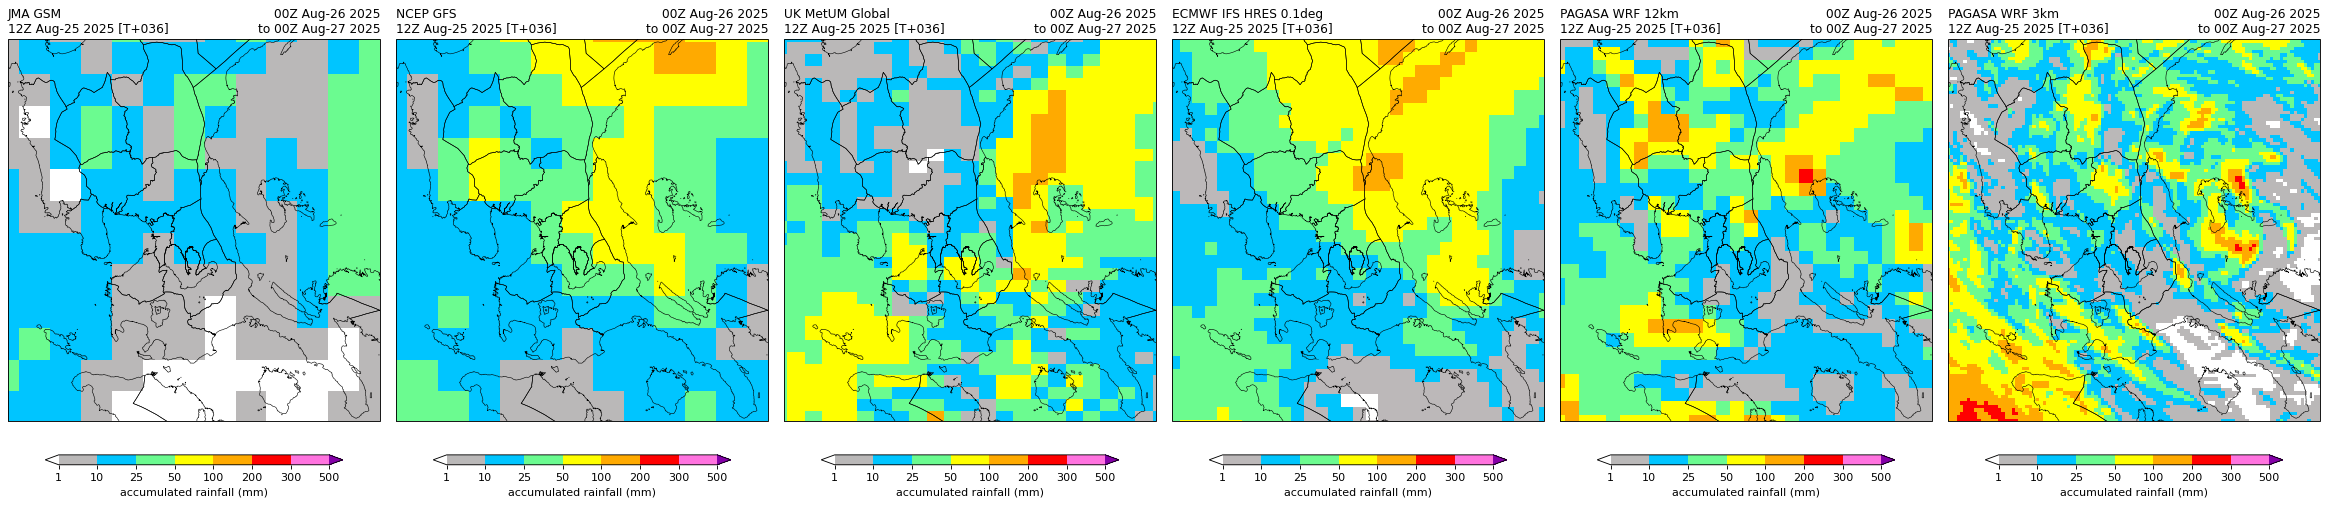 JMA GSM 00Z Aug-26 2025
12Z Aug-25 2025 [T+036] to 00Z Aug-27 2025
1 10 25 50 100 200 300 500
accumulated rainfall (mm)
NCEP GFS 00Z Aug-26 2025
12Z Aug-25 2025 [T+036] to 00Z Aug-27 2025
1 10 25 50 100 200 300 500
accumulated rainfall (mm)
UK MetUM Global 00Z Aug-26 2025
12Z Aug-25 2025 [T+036] to 00Z Aug-27 2025
1 10 25 50 100 200 300 500
accumulated rainfall (mm)
ECMWF IFS HRES 0.1deg 00Z Aug-26 2025
12Z Aug-25 2025 [T+036] to 00Z Aug-27 2025
1 10 25 50 100 200 300 500
accumulated rainfall (mm)
PAGASA WRF 12km 00Z Aug-26 2025
12Z Aug-25 2025 [T+036] to 00Z Aug-27 2025
1 10 25 50 100 200 300 500
accumulated rainfall (mm)
PAGASA WRF 3km 00Z Aug-26 2025
12Z Aug-25 2025 [T+036] to 00Z Aug-27 2025
1 10 25 50 100 200 300 500
accumulated rainfall (mm)